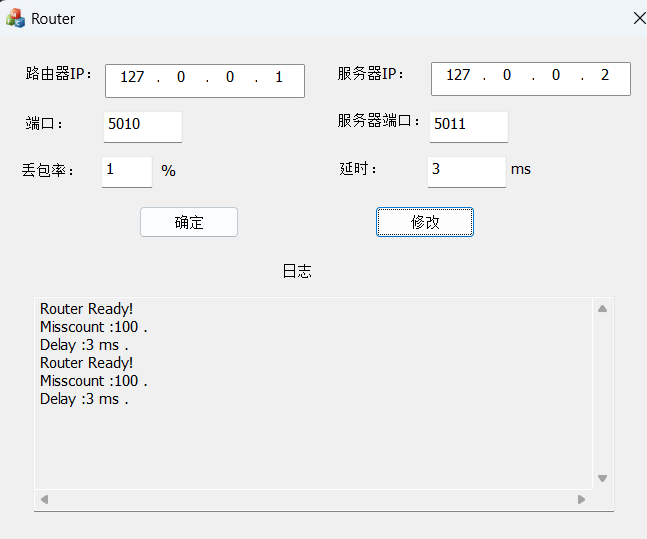 Router
路由器IP： 127 . 0 . 0 . 1 服务器IP： 127 . 0 . 0 . 2
端口： 5010 服务器端口： 5011
丢包率： 1 % 延时： 3 ms
确定 修改
日志
Router Ready!
Misscount :100 .
Delay :3 ms .
Router Ready!
Misscount :100 .
Delay :3 ms .